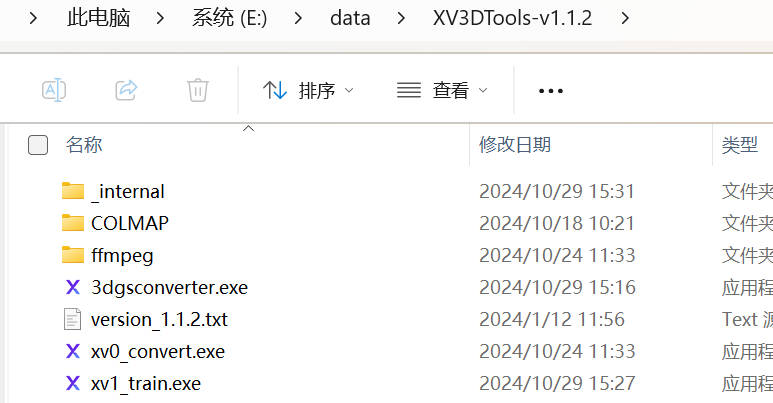 此电脑 系统 (E:) data XV3DTools-v1.1.2
排序 查看
名称 修改日期 类型
_internal 2024/10/29 15:31 文件夹
COLMAP 2024/10/18 10:21 文件夹
ffmpeg 2024/10/24 11:33 文件夹
3dgsconverter.exe 2024/10/29 15:16 应用程
version_1.1.2.txt 2024/1/12 11:56 Text 源
xv0_convert.exe 2024/10/24 11:33 应用程
xv1_train.exe 2024/10/29 15:27 应用程